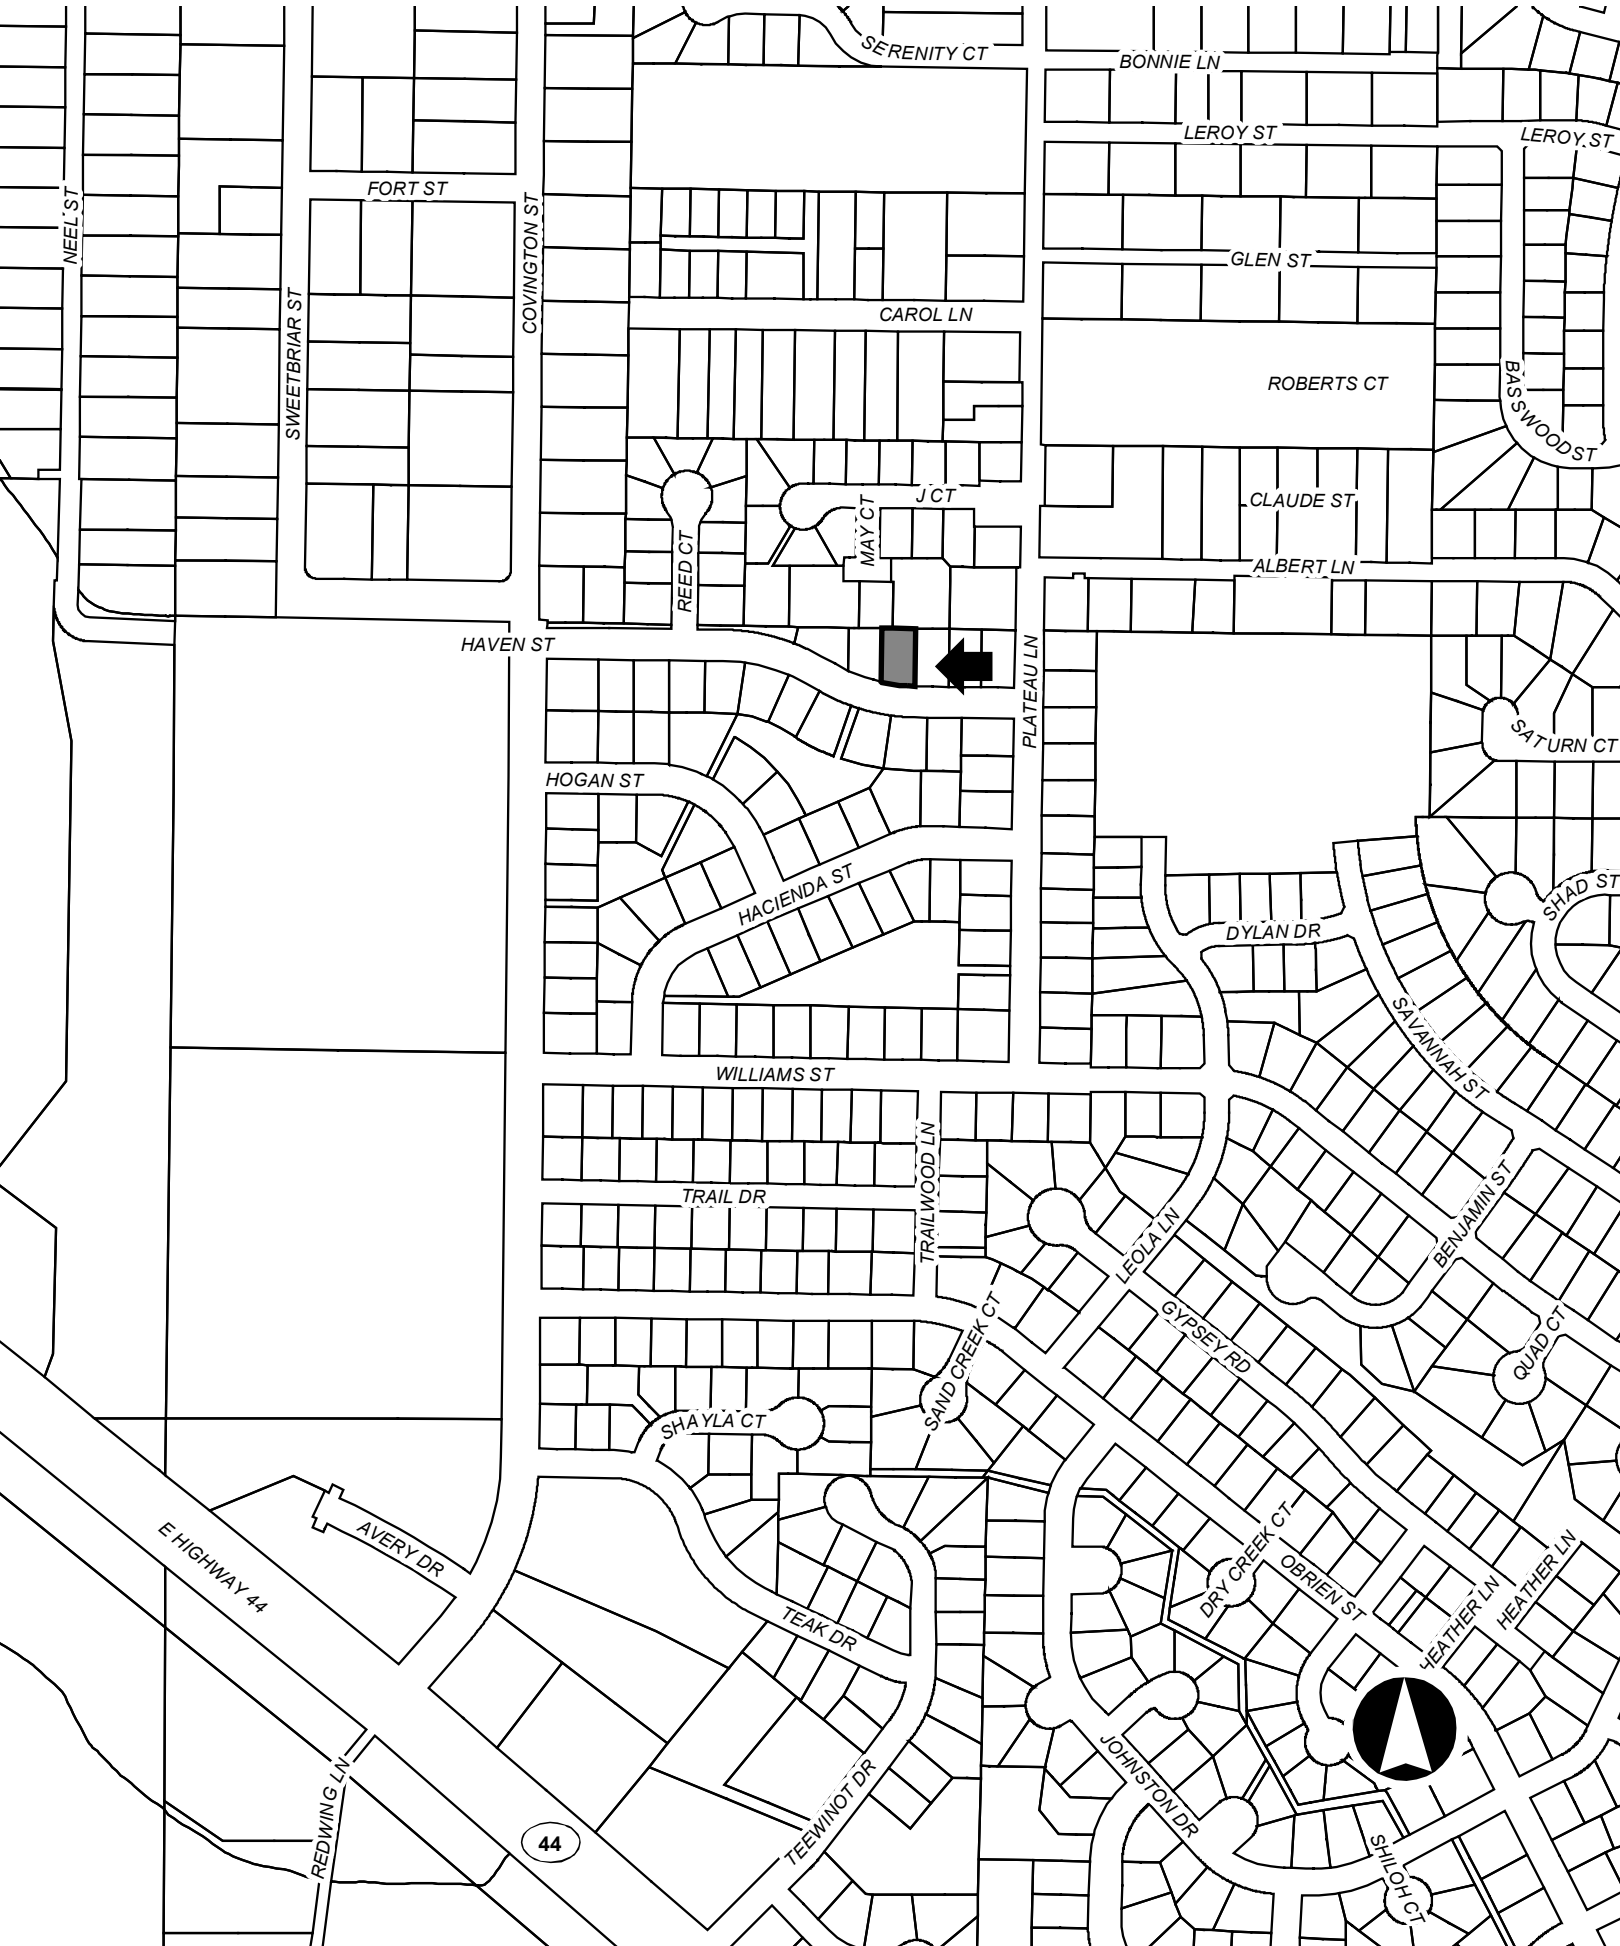 SERENITY CT
BONNIE LN
LEROY ST
LEROY ST
FORT ST
NEEL ST
COVINGTON ST
GLEN ST
SWEETBRIAR ST
CAROL LN
ROBERTS CT
BASSWOOD ST
J CT
CLAUDE ST
MAY CT
REED CT
ALBERT LN
HAVEN ST
PLATEAU LN
SATURN CT
HOGAN ST
HACIENDA ST
SHAD ST
DYLAN DR
SAVANNAH ST
WILLIAMS ST
TRAILWOOD LN
TRAIL DR
BENJAMIN ST
LEOLA LN
GYPSEY RD
QUAD CT
SAND CREEK CT
SHAYLA CT
E HIGHWAY 44
AVERY DR
DRY CREEK CT
OBRIEN ST
HEATHER LN
HEATHER LN
TEAK DR
JOHNSTON DR
REDWING LN
TEEWINOT DR
44
SHILOH CT